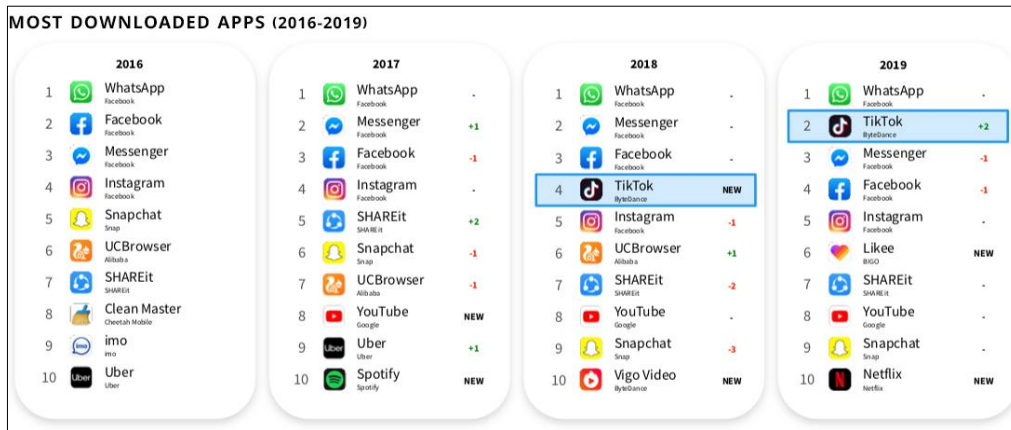 MOST DOWNLOADED APPS (2016-2019)
2016
1 WhatsApp
Facebook
2 Facebook
Facebook
3 Messenger
Facebook
4 Instagram
Facebook
5 Snapchat
Snap
6 UCBrowser
Alibaba
7 SHAREit
SHAREit
8 Clean Master
Cheetah Mobile
9 imo imo
imo
10 Uber Uber
Uber
2017
1 WhatsApp -
Facebook
2 Messenger +1
Facebook
3 Facebook -1
Facebook
4 Instagram -
Facebook
5 SHAREit +2
SHAREit
6 Snapchat -1
Snap
7 UCBrowser -1
Alibaba
8 YouTube NEW
Google
9 Uber Uber +1
Uber
10 Spotify NEW
Spotify
2018
1 WhatsApp -
Facebook
2 Messenger -
Facebook
3 Facebook -
Facebook
4 TikTok NEW
ByteDance
5 Instagram -1
Facebook
6 UCBrowser +1
Alibaba
7 SHAREit -2
SHAREit
8 YouTube -
Google
9 Snapchat -3
Snap
10 Vigo Video NEW
ByteDance
2019
1 WhatsApp -
Facebook
2 TikTok +2
ByteDance
3 Messenger -1
Facebook
4 Facebook -1
Facebook
5 Instagram -
Facebook
6 Likee NEW
BIGO
7 SHAREit -
SHAREit
8 YouTube -
Google
9 Snapchat -
Snap
10 Netflix NEW
Netflix